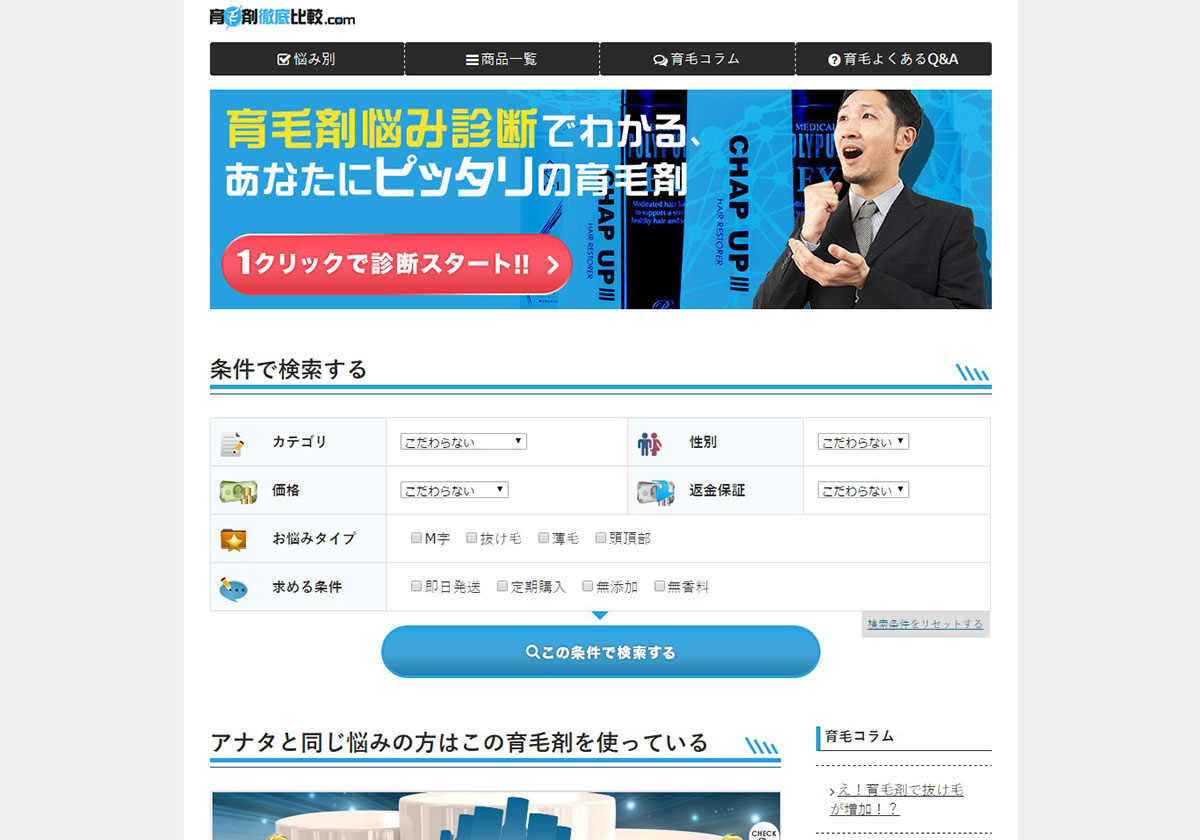 育毛剤徹底比較.com
悩み別
商品一覧
育毛コラム
育毛よくあるQ&A
育毛剤悩み診断でわかる、
あなたにピッタリの育毛剤
1クリックで診断スタート!!
CHAP UP
HAIR RESTORER
MEDICAL
POLYPU
Medicated hair
to support a
healthy hair and
CHAP UP
HAIR RESTORER
MEDICA
OLYPU
EX
条件で検索する
カテゴリ こだわらない 性別 こだわらない
価格 こだわらない 返金保証 こだわらない
お悩みタイプ M字 抜け毛 薄毛 頭頂部
求める条件 即日発送 定期購入 無添加 無香料
検索条件をリセットする
この条件で検索する
アナタと同じ悩みの方はこの育毛剤を使っている
CHECK
育毛コラム
え！育毛剤で抜け毛
が増加！？